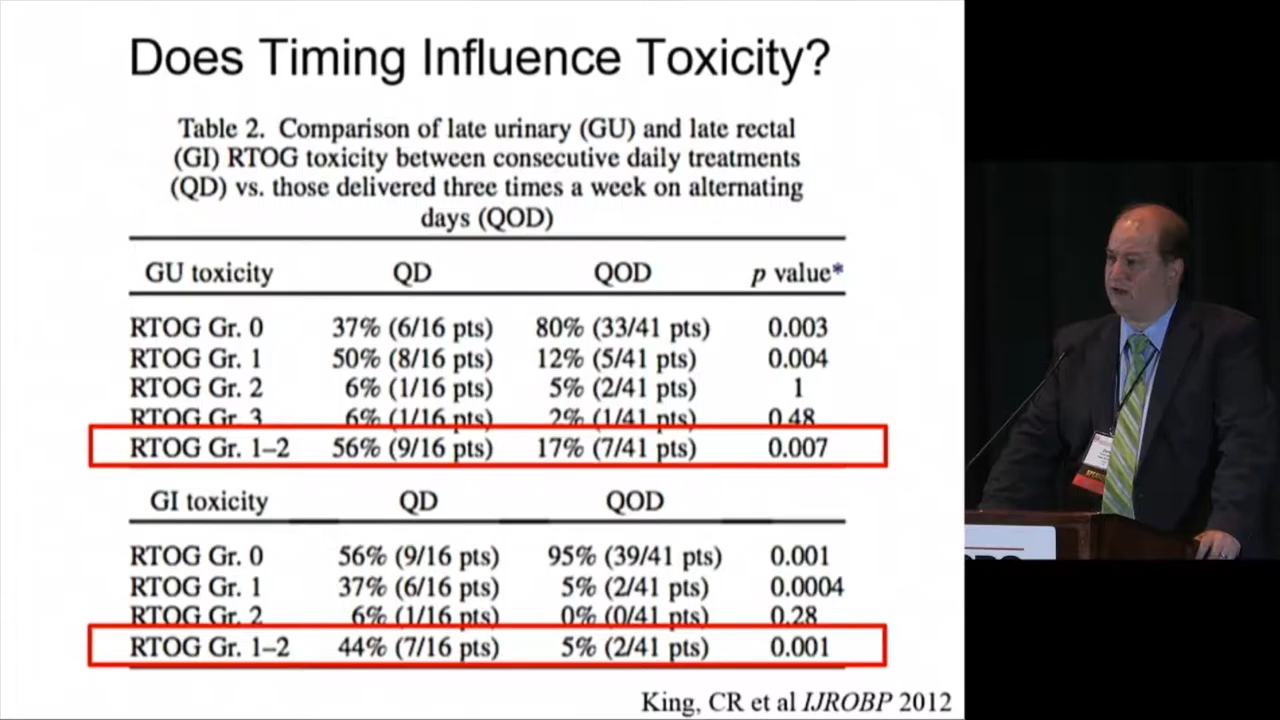 Does Timing Influence Toxicity?
Table 2. Comparison of late urinary (GU) and late rectal
(GI) RTOG toxicity between consecutive daily treatments
(QD) vs. those delivered three times a week on alternating
days (QOD)
GU toxicity QD QOD p value*
RTOG Gr. 0 37% (6/16 pts) 80% (33/41 pts) 0.003
RTOG Gr. 1 50% (8/16 pts) 12% (5/41 pts) 0.004
RTOG Gr. 2 6% (1/16 pts) 5% (2/41 pts) 1
RTOG Gr. 3 6% (1/16 pts) 2% (1/41 pts) 0.48
RTOG Gr. 1–2 56% (9/16 pts) 17% (7/41 pts) 0.007
GI toxicity QD QOD
RTOG Gr. 0 56% (9/16 pts) 95% (39/41 pts) 0.001
RTOG Gr. 1 37% (6/16 pts) 5% (2/41 pts) 0.0004
RTOG Gr. 2 6% (1/16 pts) 0% (0/41 pts) 0.28
RTOG Gr. 1–2 44% (7/16 pts) 5% (2/41 pts) 0.001
King, CR et al IJROBP 2012